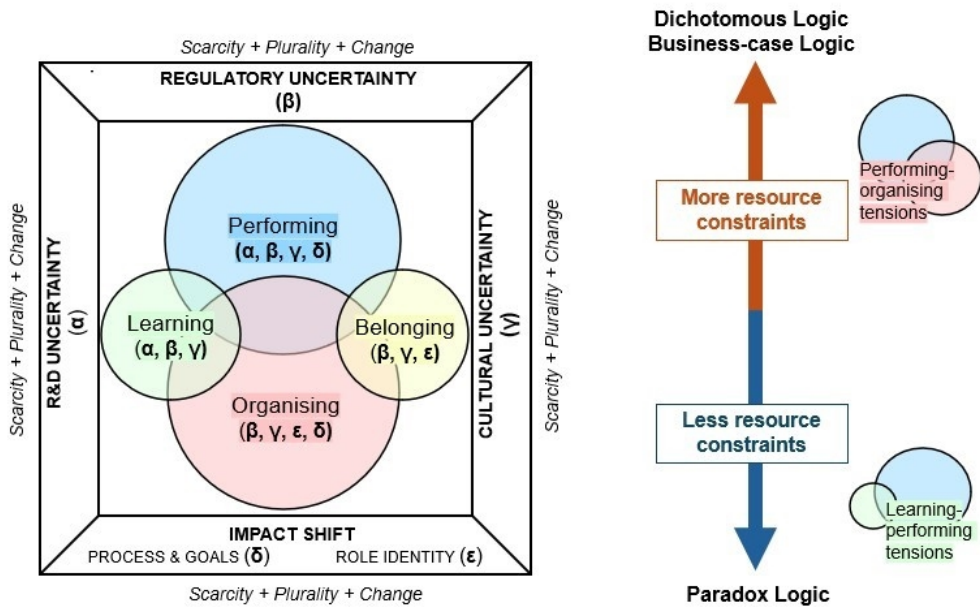 Scarcity + Plurality + Change
REGULATORY UNCERTAINTY
(β)
Scarcity + Plurality + Change
R&D UNCERTAINTY
(α)
Performing
(α, β, γ, δ)
Learning
(α, β, γ)
Belonging
(β, γ, ε)
Organising
(β, γ, ε, δ)
CULTURAL UNCERTAINTY
(γ)
Scarcity + Plurality + Change
IMPACT SHIFT
PROCESS & GOALS (δ) ROLE IDENTITY (ε)
Scarcity + Plurality + Change
Dichotomous Logic
Business-case Logic
More resource
constraints
Performing-
organising
tensions
Less resource
constraints
Learning-
performing
tensions
Paradox Logic